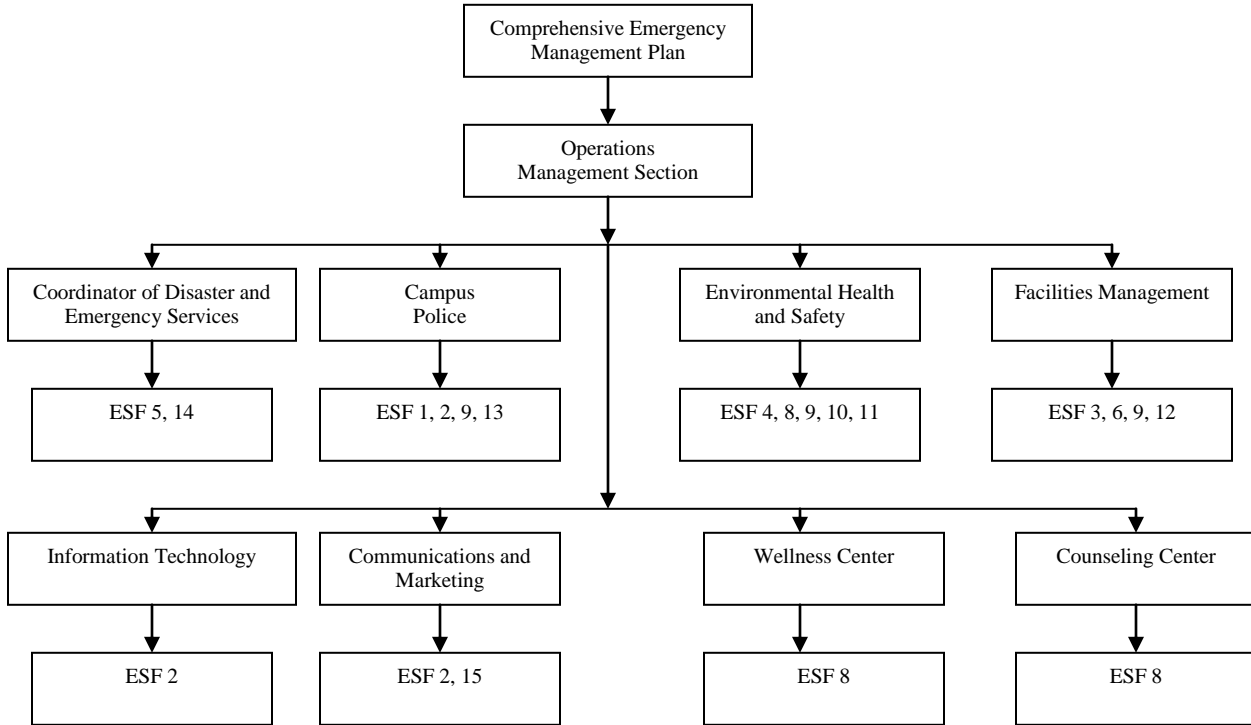 Comprehensive Emergency
Management Plan
Operations
Management Section
Coordinator of Disaster and
Emergency Services
Campus
Police
Environmental Health
and Safety
Facilities Management
ESF 5, 14
ESF 1, 2, 9, 13
ESF 4, 8, 9, 10, 11
ESF 3, 6, 9, 12
Information Technology
Communications and
Marketing
Wellness Center
Counseling Center
ESF 2
ESF 2, 15
ESF 8
ESF 8